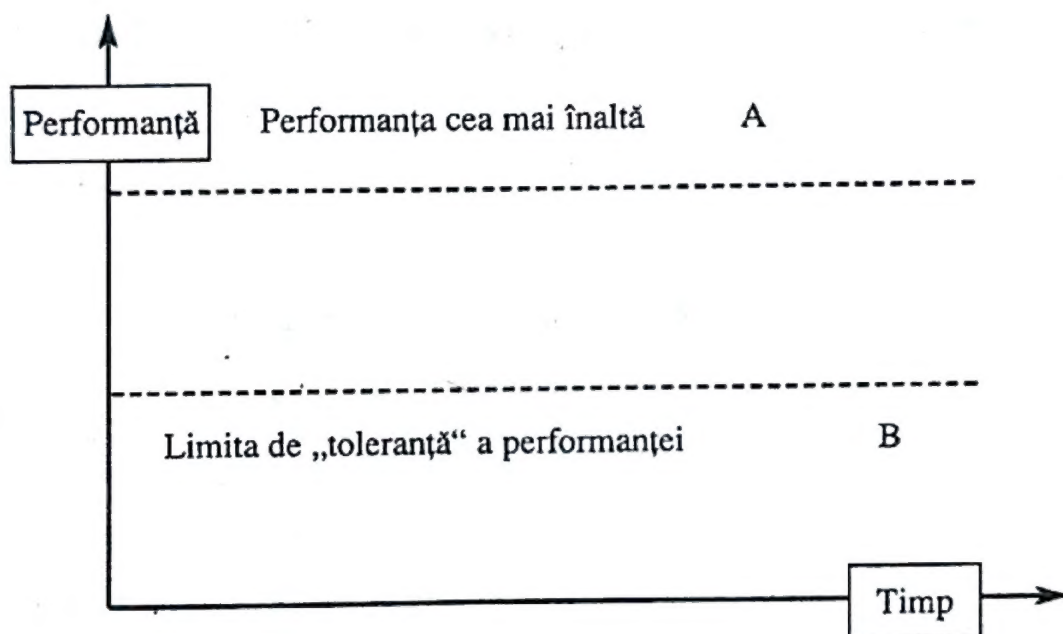 Performanță
Performanța cea mai înaltă A
Limita de „toleranță“ a performanței B
Timp